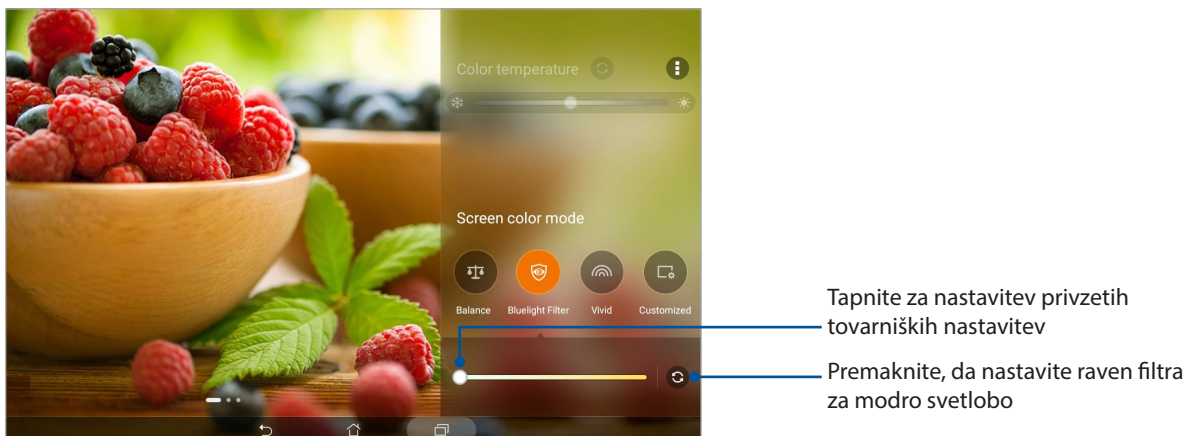 Color temperature
Screen color mode
Balance
Bluelight Filter
Vivid
Customized
Tapnite za nastavitev privzetih
tovarniških nastavitev
Premaknite, da nastavite raven filtra
za modro svetlobo